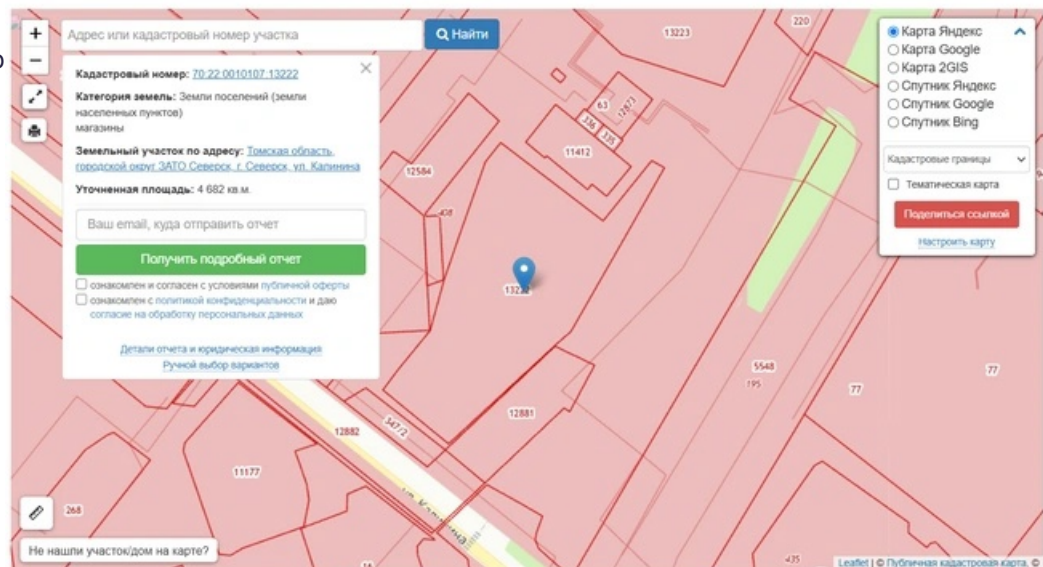 +
−
Адрес или кадастровый номер участка
Найти
Кадастровый номер: 70:22:0010107:13222
Категория земель: Земли поселений (земли
населенных пунктов)
магазины
Земельный участок по адресу: Томская область,
городской округ ЗАТО Северск, г. Северск, ул. Калинина
Уточненная площадь: 4 682 кв.м.
Ваш email, куда отправить отчет
Получить подробный отчет
ознакомлен и согласен с условиями публичной оферты
ознакомлен с политикой конфиденциальности и даю
согласие на обработку персональных данных
Детали отчета и юридическая информация
Ручной выбор вариантов
Карта Яндекс
Карта Google
Карта 2GIS
Спутник Яндекс
Спутник Google
Спутник Bing
Кадастровые границы
Тематическая карта
Поделиться ссылкой
Настроить карту
220
13223
63
12873
336
335
11412
12584
408
5548
195
77
77
12881
347/2
12882
11177
268
ул. Калинина
435
Не нашли участок/дом на карте?
Leaflet | © Публичная кадастровая карта, ©